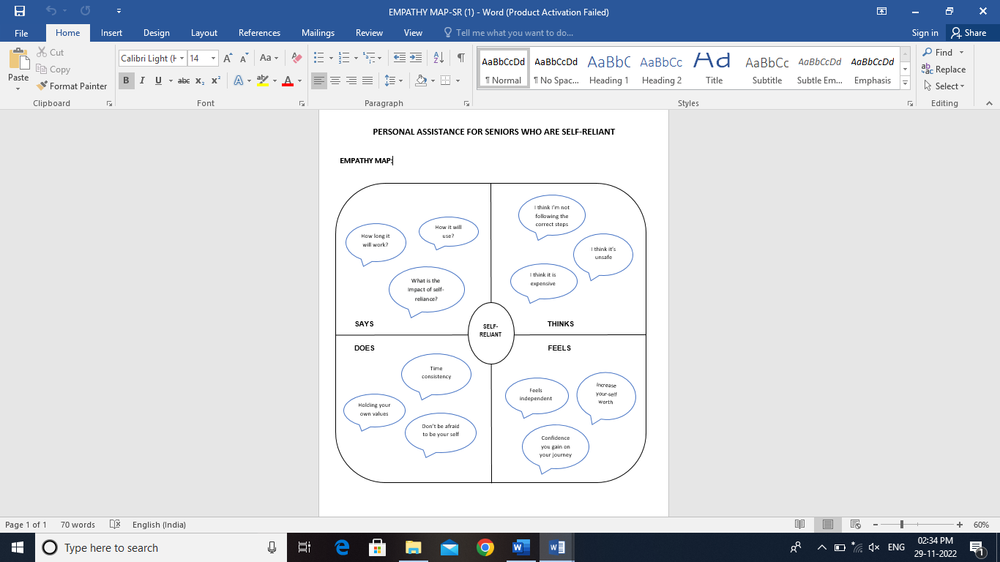 EMPATHY MAP-SR (1) - Word (Product Activation Failed)
File Home Insert Design Layout References Mailings Review View Tell me what you want to do... Sign in Share
Paste
Cut
Copy
Format Painter
Clipboard
Calibri Light (H 14
Font
Paragraph
AaBbCcDd AaBbCcDd AaBbC AaBbCc Ad AaBbCc AaBbCcDd AaBbCcDd
¶ Normal ¶ No Spac... Heading 1 Heading 2 Title Subtitle Subtle Em... Emphasis
Styles
Find
Replace
Select
Editing
PERSONAL ASSISTANCE FOR SENIORS WHO ARE SELF-RELIANT
EMPATHY MAP:
How long it
will work?
How it will
use?
What is the
impact of self-
reliance?
SAYS
I think I'm not
following the
correct steps
I think it's
unsafe
I think it is
expensive
THINKS
SELF-
RELIANT
DOES
Time
consistency
Holding your
own values
Don't be afraid
to be your self
FEELS
Feels
independent
Increase
your-self
worth
Confidence
you gain on
your journey
Page 1 of 1 70 words English (India) 60%
Type here to search
ENG
02:34 PM
29-11-2022
1